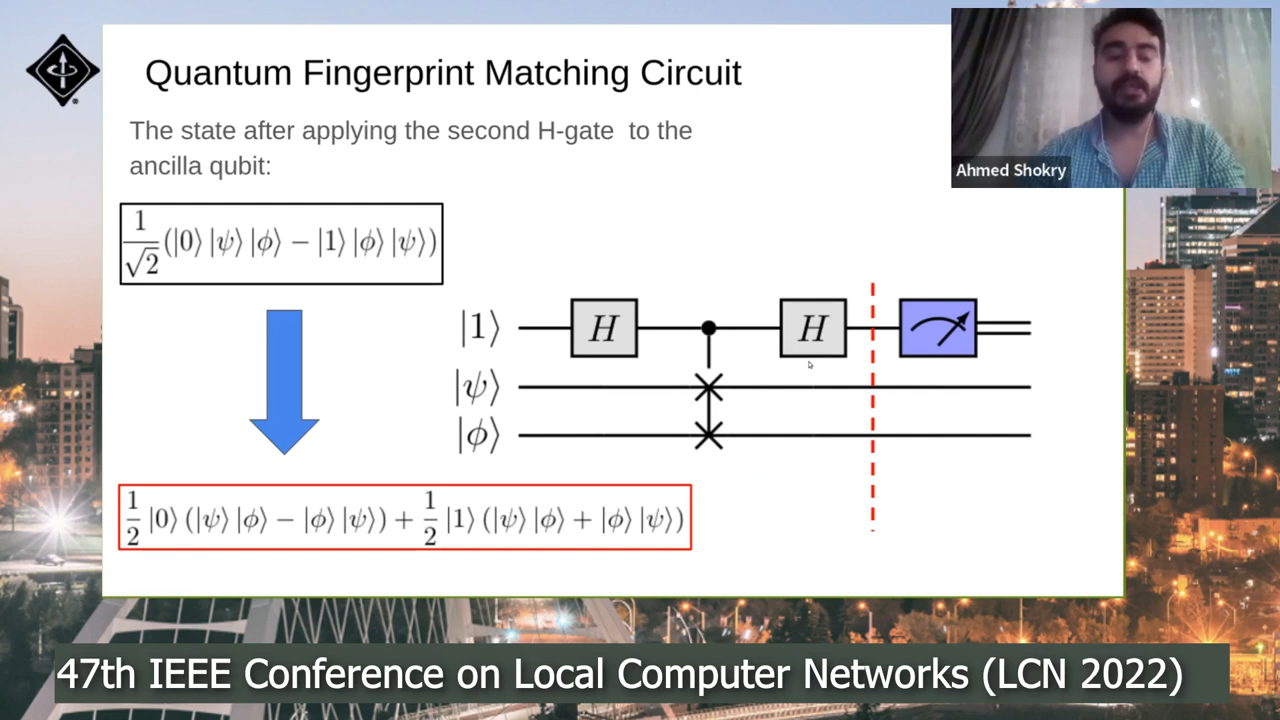 Quantum Fingerprint Matching Circuit
The state after applying the second H-gate to the
ancilla qubit:
1/√2 (|0⟩ |ψ⟩ |ϕ⟩ − |1⟩ |ϕ⟩ |ψ⟩)
|1⟩ H H
|ψ⟩
|ϕ⟩
1/2 |0⟩ (|ψ⟩ |ϕ⟩ − |ϕ⟩ |ψ⟩) + 1/2 |1⟩ (|ψ⟩ |ϕ⟩ + |ϕ⟩ |ψ⟩)
Ahmed Shokry
47th IEEE Conference on Local Computer Networks (LCN 2022)